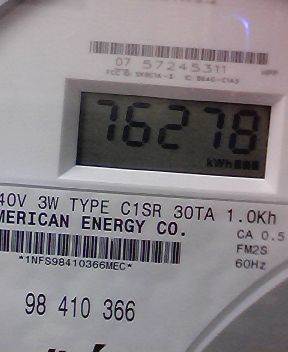 07 57245311
76278
kWh
40V 3W TYPE C1SR 30TA 1.0Kh
MERICAN ENERGY CO.
CA 0.5
FM2S
*1NFS98410366MEC*
60Hz
98 410 366